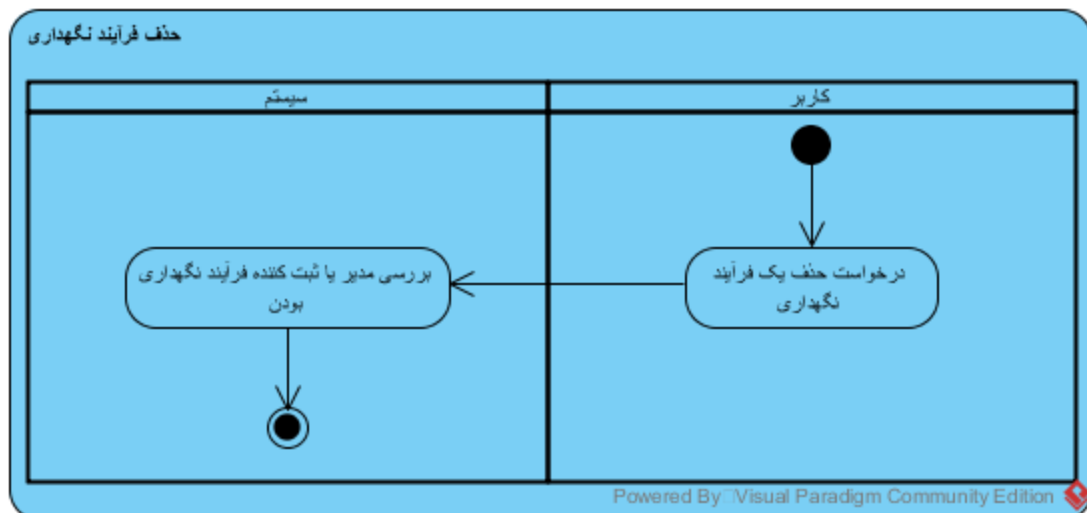 حذف فرآیند نگهداری
کاربر
سیستم
درخواست حذف یک فرآیند
نگهداری
بررسی مدیر یا ثبت کننده فرآیند نگهداری
بودن
Powered By Visual Paradigm Community Edition